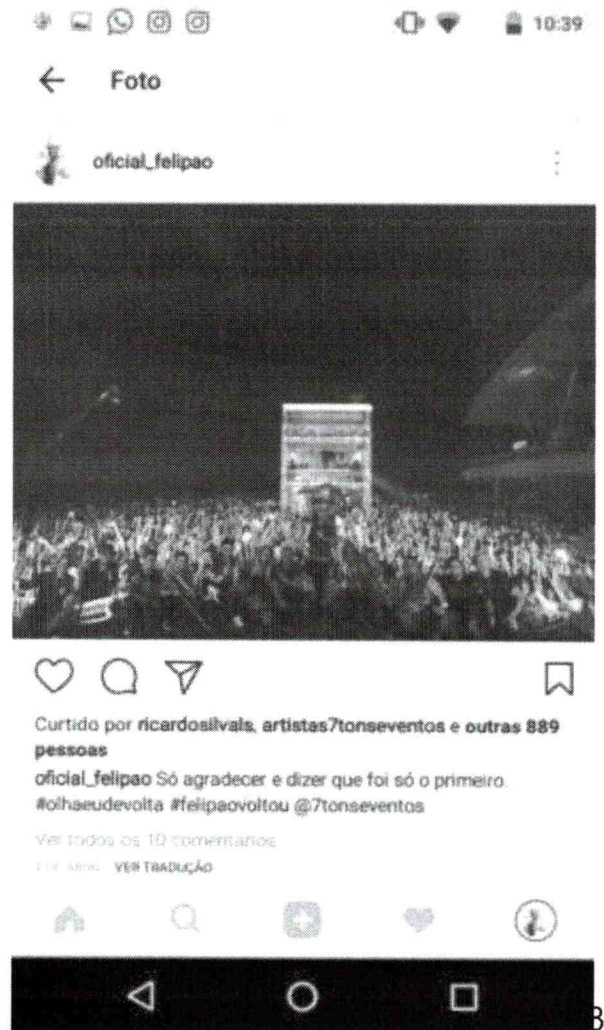 10:39
Foto
oficial_felipao
Curtido por ricardosilvals, artistas7tonseventos e outras 889
pessoas
oficial_felipao Só agradecer e dizer que foi só o primeiro.
#olhaeudevolta #felipaovoltou @7tonseventos
Ver todos os 10 comentários
VER TRADUÇÃO